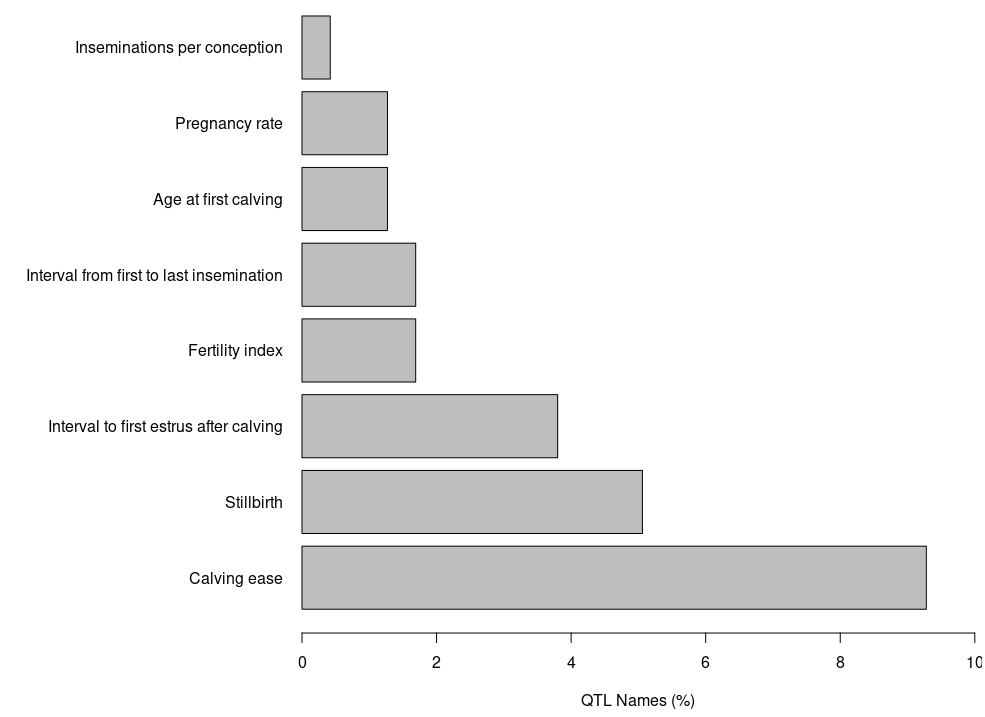 Inseminations per conception
Pregnancy rate
Age at first calving
Interval from first to last insemination
Fertility index
Interval to first estrus after calving
Stillbirth
Calving ease
0 2 4 6 8 10
QTL Names (%)